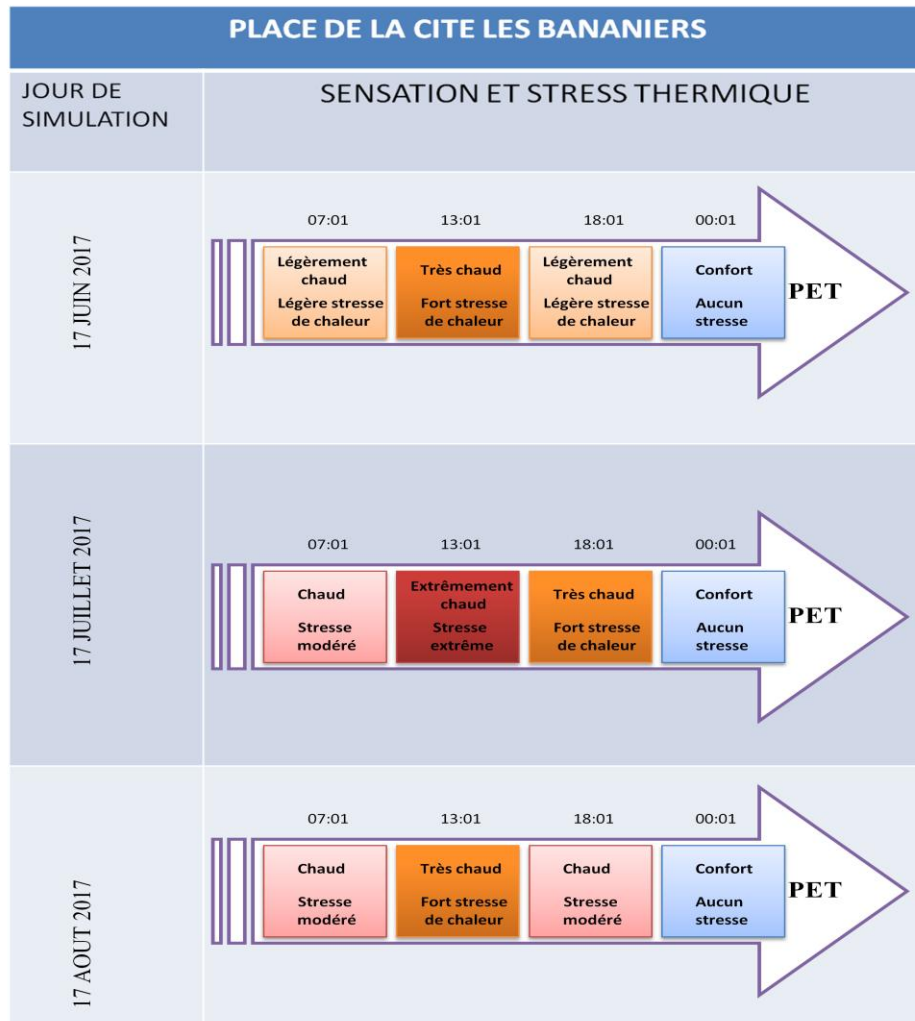 PLACE DE LA CITE LES BANANIERS
JOUR DE
SIMULATION
SENSATION ET STRESS THERMIQUE
17 JUIN 2017
07:01 13:01 18:01 00:01
Légèrement
chaud
Légère stresse
de chaleur
Très chaud
Fort stresse
de chaleur
Légèrement
chaud
Légère stresse
de chaleur
Confort
Aucun
stresse
PET
17 JUILLET 2017
07:01 13:01 18:01 00:01
Chaud
Stresse
modéré
Extrêmement
chaud
Stresse
extrême
Très chaud
Fort stresse
de chaleur
Confort
Aucun
stresse
PET
17 AOUT 2017
07:01 13:01 18:01 00:01
Chaud
Stresse
modéré
Très chaud
Fort stresse
de chaleur
Chaud
Stresse
modéré
Confort
Aucun
stresse
PET